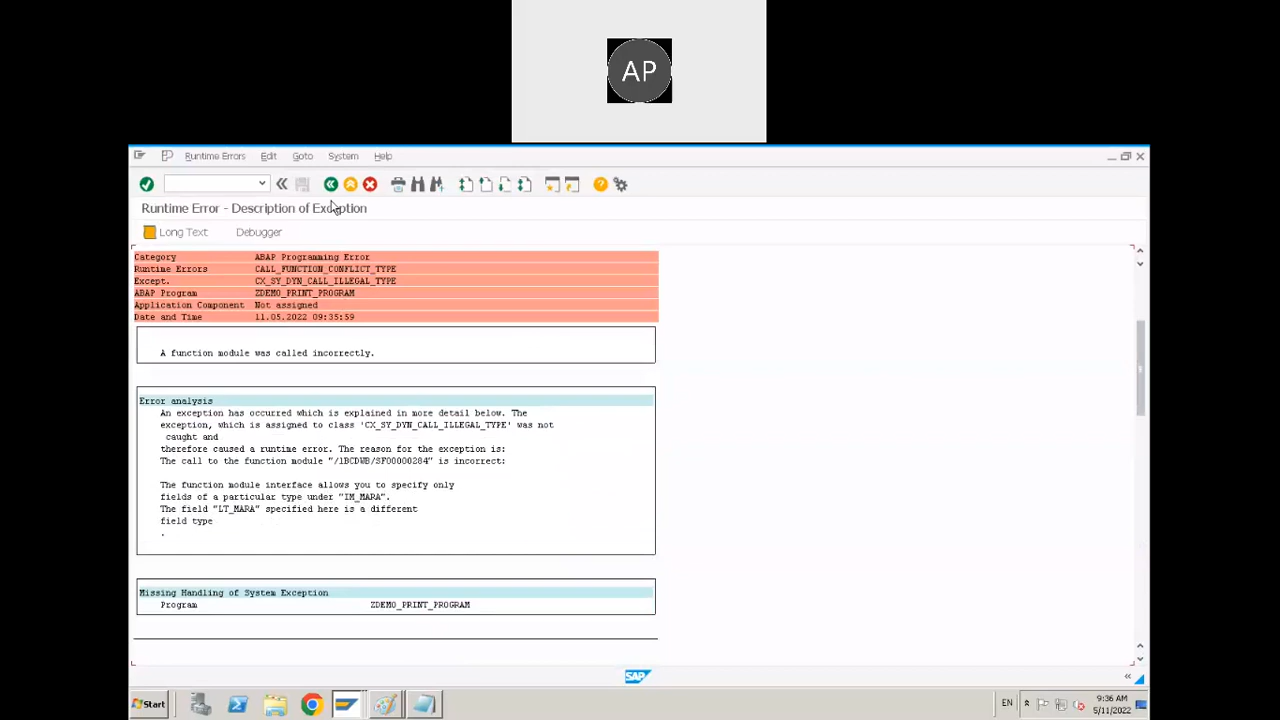 AP
Runtime Errors Edit Goto System Help
Runtime Error - Description of Exception
Long Text Debugger
Category ABAP Programming Error
Runtime Errors CALL_FUNCTION_CONFLICT_TYPE
Except. CX_SY_DYN_CALL_ILLEGAL_TYPE
ABAP Program ZDEMO_PRINT_PROGRAM
Application Component Not assigned
Date and Time 11.05.2022 09:35:59
A function module was called incorrectly.
Error analysis
An exception has occurred which is explained in more detail below. The
exception, which is assigned to class 'CX_SY_DYN_CALL_ILLEGAL_TYPE' was not
caught and
therefore caused a runtime error. The reason for the exception is:
The call to the function module "/1BCDWB/SF00000284" is incorrect:
The function module interface allows you to specify only
fields of a particular type under "IM_MARA".
The field "LT_MARA" specified here is a different
field type
.
Missing Handling of System Exception
Program ZDEMO_PRINT_PROGRAM
SAP
Start
EN
9:36 AM
5/11/2022